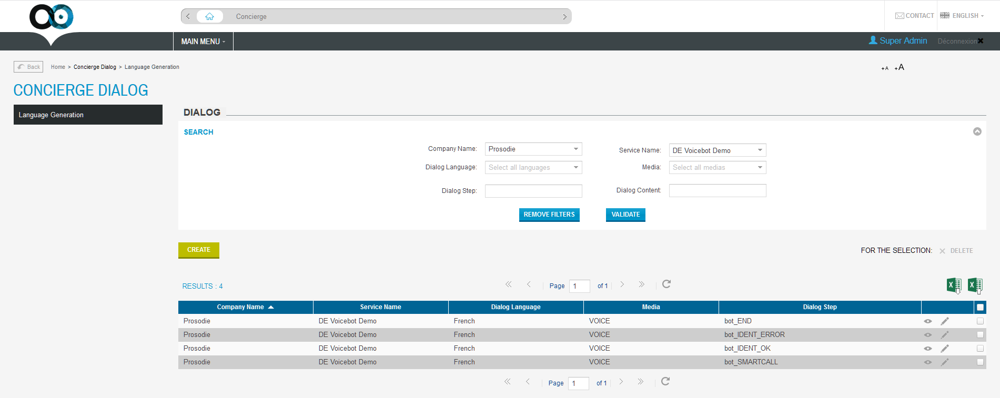 Concierge
CONTACT
ENGLISH
MAIN MENU
Super Admin
Déconnexion
Back
Home > Concierge Dialog > Language Generation
+A +A
CONCIERGE DIALOG
Language Generation
DIALOG
SEARCH
Company Name: Prosodie
Service Name: DE Voicebot Demo
Dialog Language: Select all languages
Media: Select all medias
Dialog Step:
Dialog Content:
REMOVE FILTERS
VALIDATE
CREATE
FOR THE SELECTION: DELETE
RESULTS : 4
Page 1 of 1
Company Name Service Name Dialog Language Media Dialog Step
Prosodie DE Voicebot Demo French VOICE bot_END
Prosodie DE Voicebot Demo French VOICE bot_IDENT_ERROR
Prosodie DE Voicebot Demo French VOICE bot_IDENT_OK
Prosodie DE Voicebot Demo French VOICE bot_SMARTCALL
Page 1 of 1